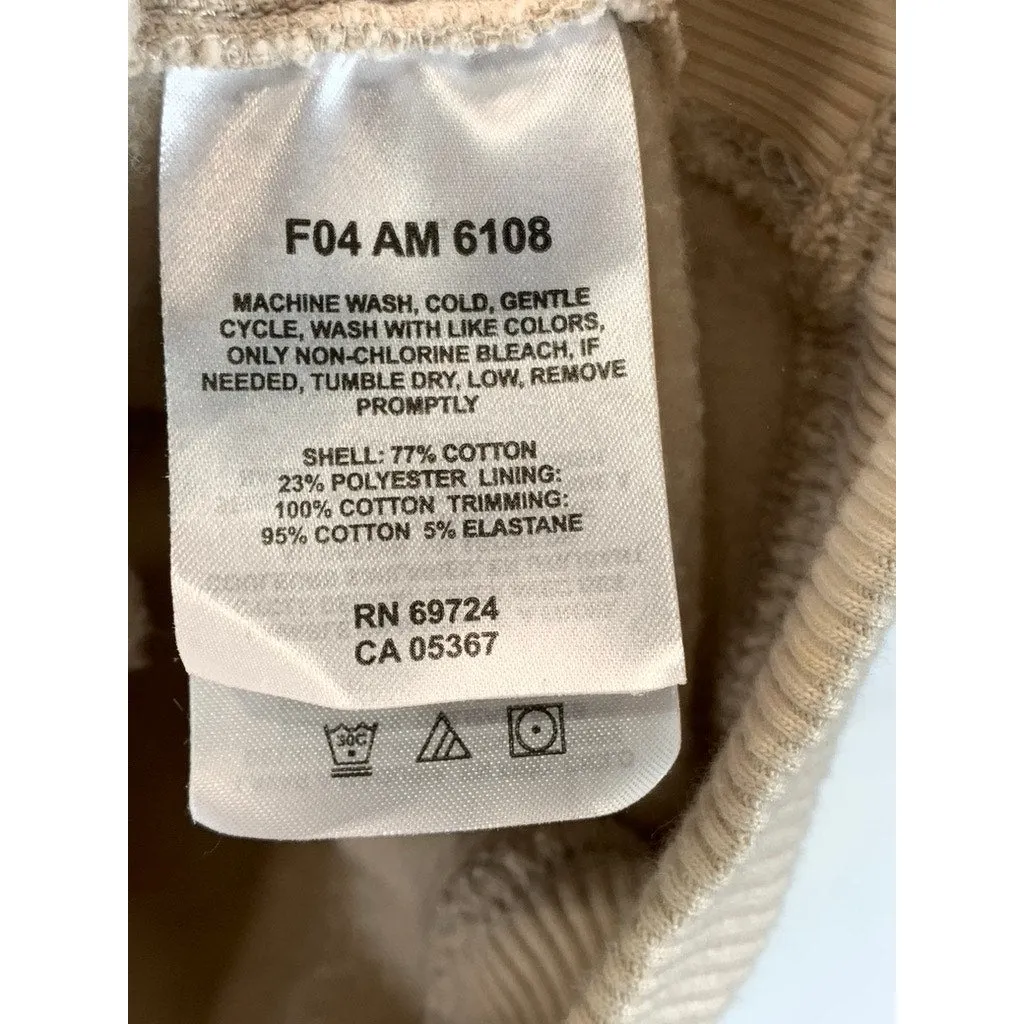 F04 AM 6108
MACHINE WASH, COLD, GENTLE
CYCLE, WASH WITH LIKE COLORS,
ONLY NON-CHLORINE BLEACH, IF
NEEDED, TUMBLE DRY, LOW, REMOVE
PROMPTLY
SHELL: 77% COTTON
23% POLYESTER LINING:
100% COTTON TRIMMING:
95% COTTON 5% ELASTANE
RN 69724
CA 05367
30C